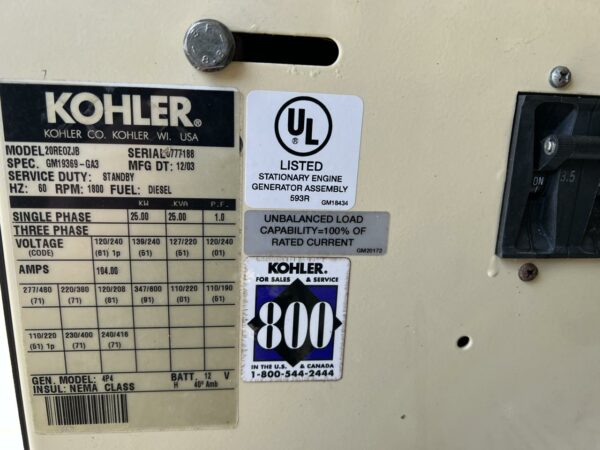 KOHLER®
KOHLER CO. KOHLER WI. USA
MODEL 20REOZJB SERIAL 0777188
SPEC. GM19369-GA3 MFG DT: 12/03
SERVICE DUTY: STANDBY
HZ: 60 RPM: 1800 FUEL: DIESEL
KW KVA P.F.
SINGLE PHASE 25.00 25.00 1.0
THREE PHASE
VOLTAGE 120/240 139/240 127/220 120/240
(CODE) (61) 1p (61) (61) (01)
AMPS 104.00
277/480 220/380 120/208 347/600 110/220 110/190
(71) (71) (61) (91) (01) (61)
110/220 230/400 240/416
(61) 1p (71) (71)
GEN. MODEL: 4P4 BATT. 12 V
INSUL: NEMA CLASS H 40° Amb
UL
®
LISTED
STATIONARY ENGINE
GENERATOR ASSEMBLY
593R
GM18434
UNBALANCED LOAD
CAPABILITY=100% OF
RATED CURRENT
GM20172
KOHLER.
FOR SALES & SERVICE
800
IN THE U.S. & CANADA
1-800-544-2444
ON